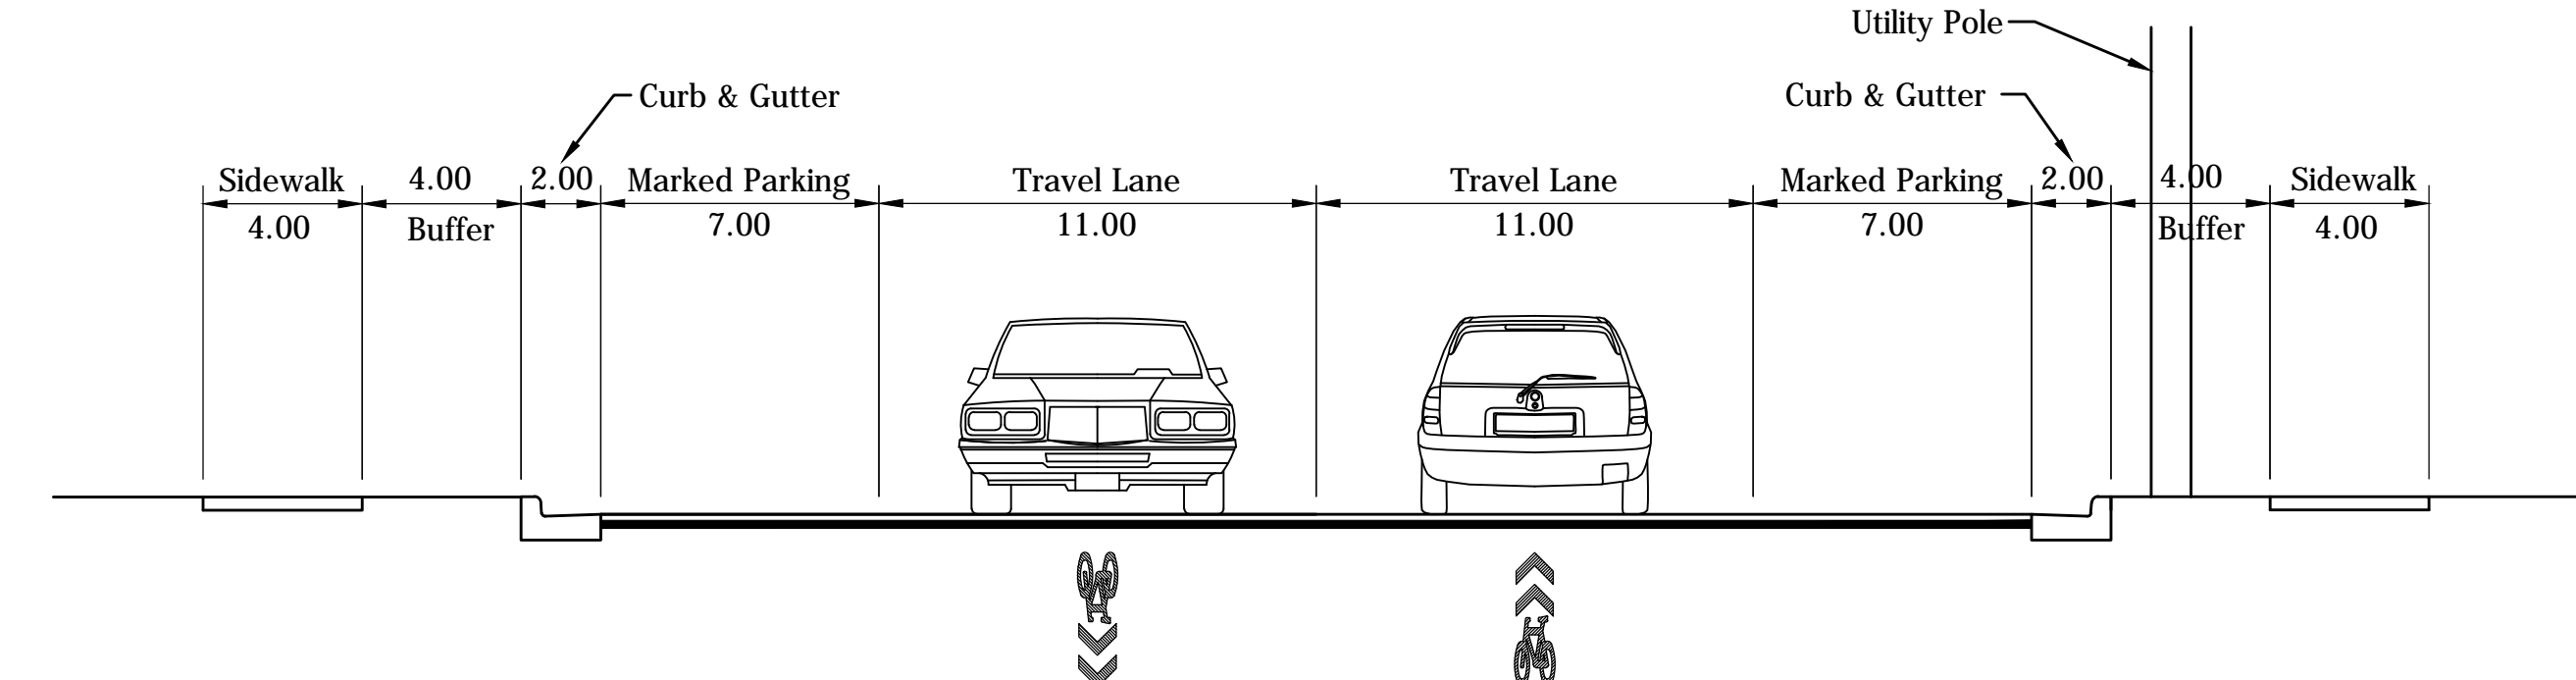 Utility Pole
Curb & Gutter
Curb & Gutter
Sidewalk
4.00
4.00
Buffer
2.00
Marked Parking
7.00
Travel Lane
11.00
Travel Lane
11.00
Marked Parking
7.00
2.00
4.00
Buffer
Sidewalk
4.00